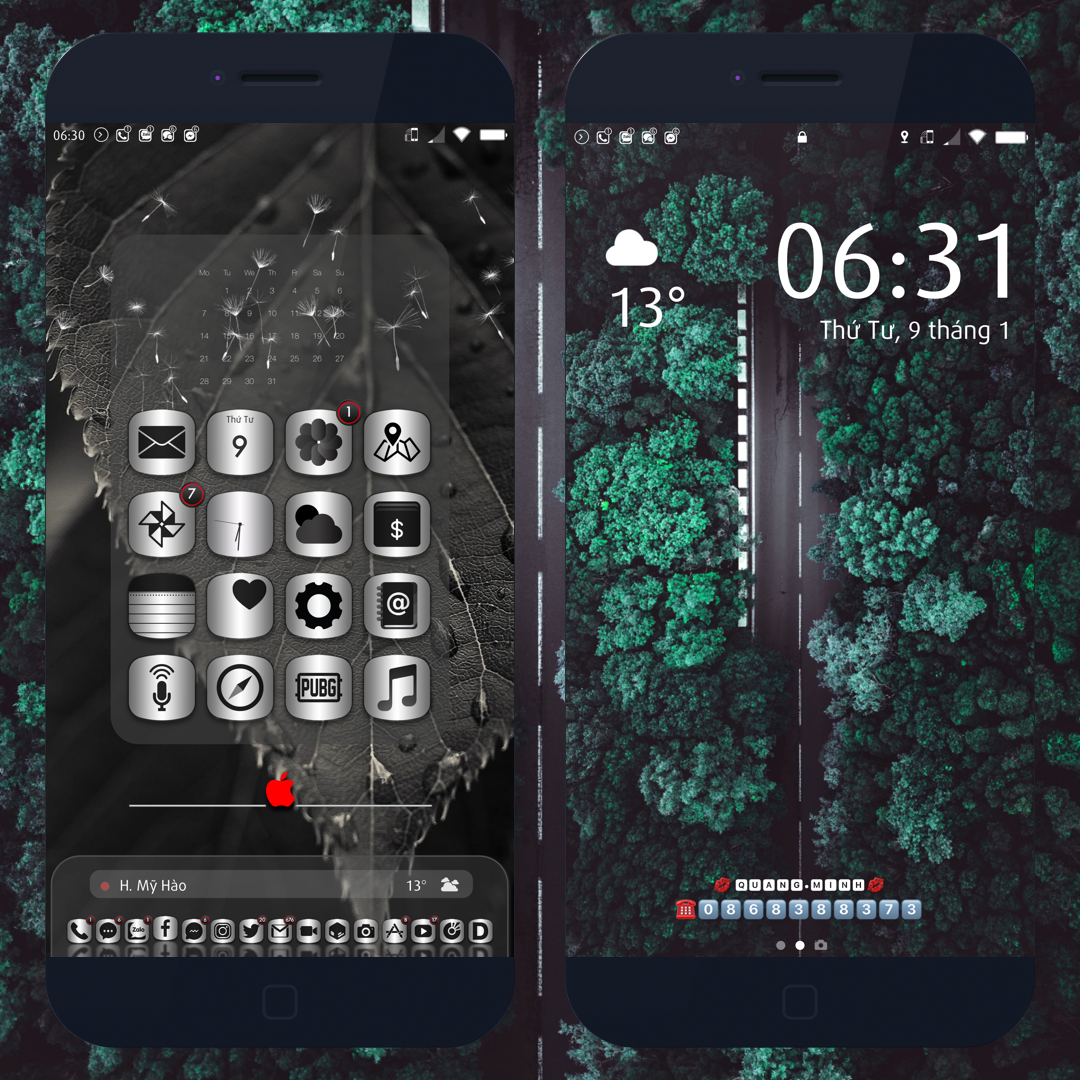 06:30
Mo Tu We Th Fr Sa Su
1 2 3 4 5 6
7 9 10 11 12 20
14 15 16 17 18 19
21 22 23 24 25 26 27
28 29 30 31
1
Thứ Tư
9
7
$
@
PUBG
H. Mỹ Hào 13°
Zalo 20 676 17 D
06:31
13°
Thứ Tư, 9 tháng 1
QUANG•MINH
0868388373